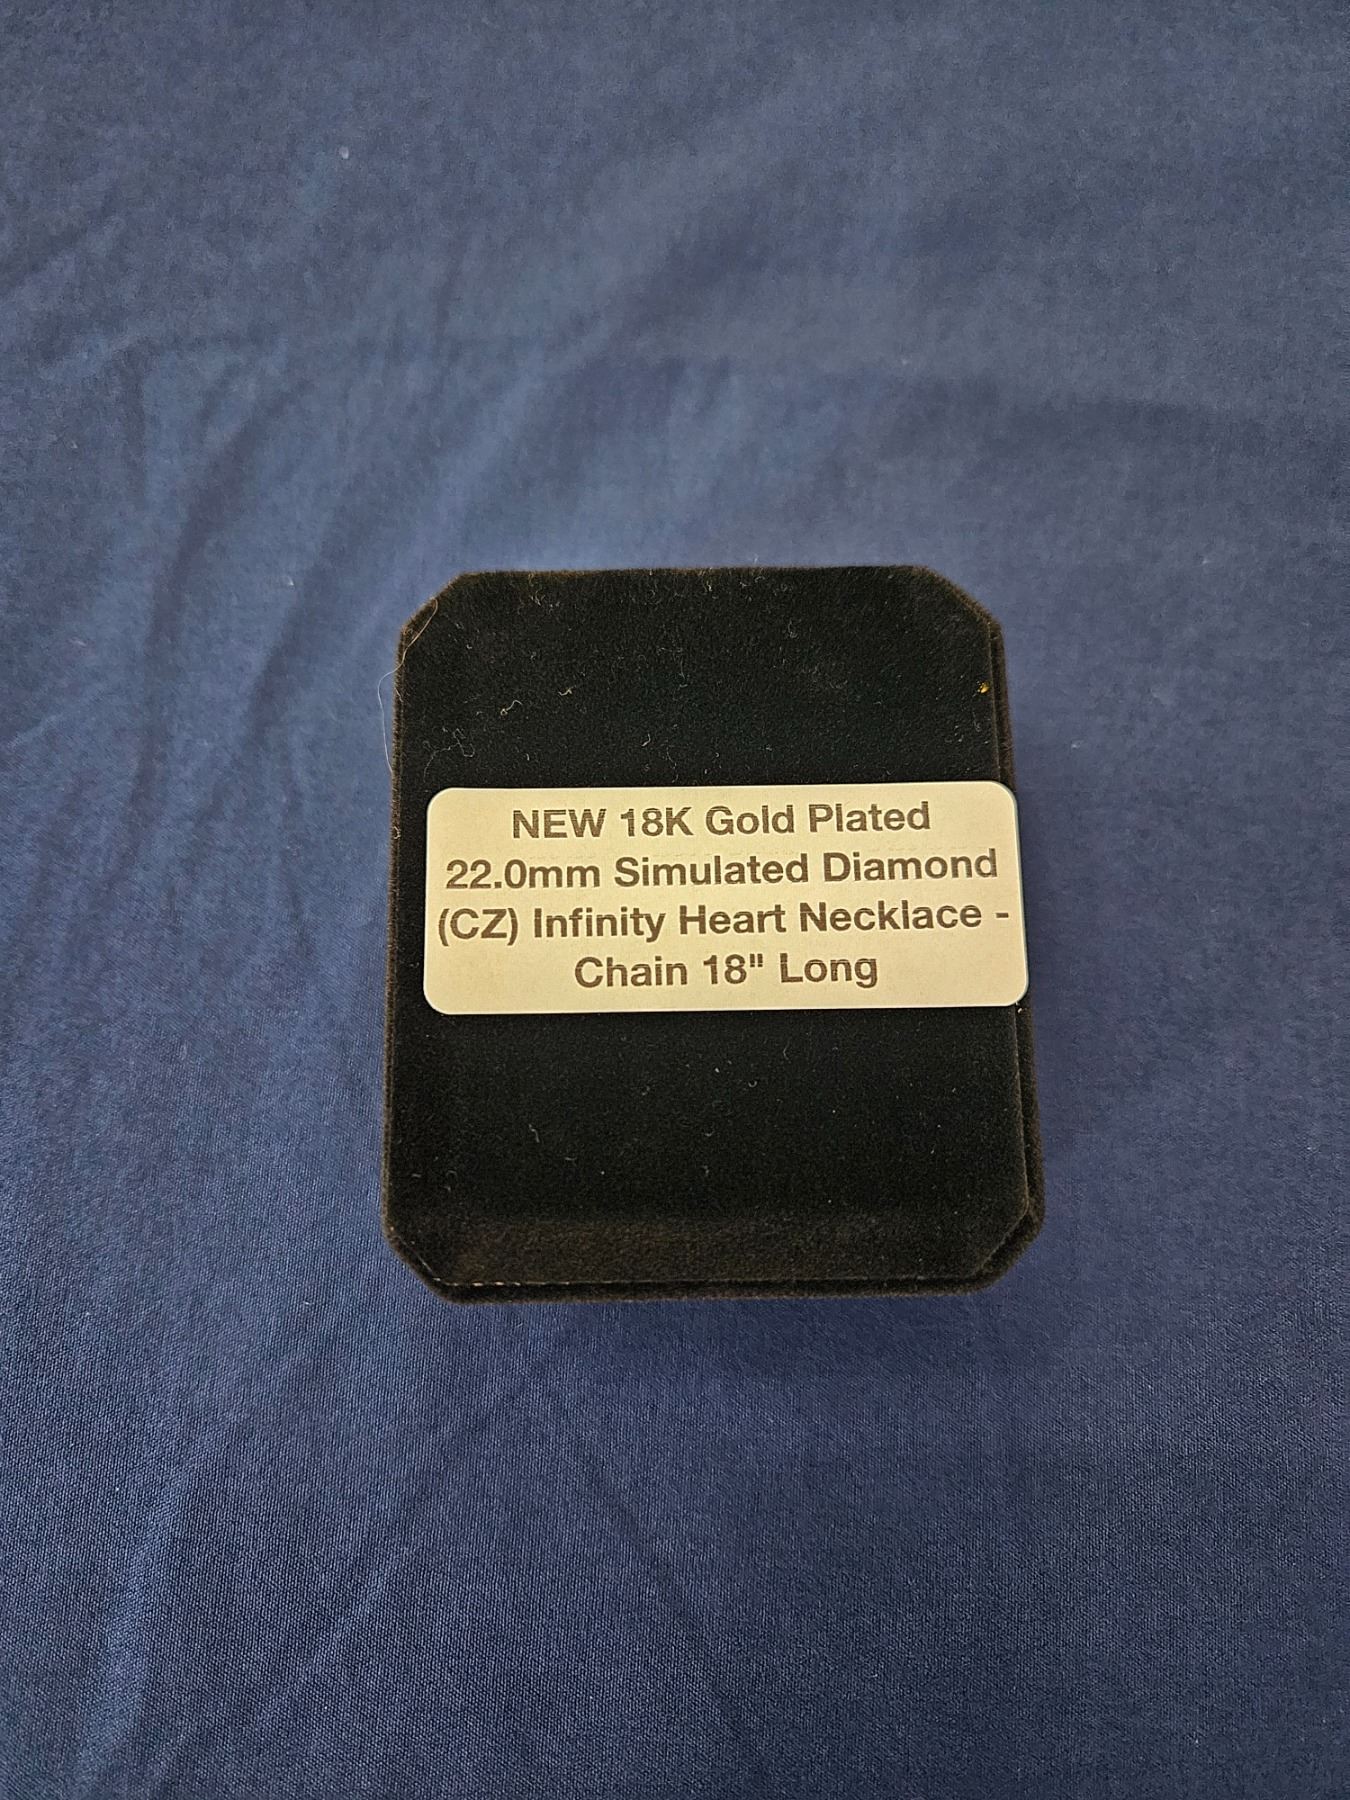 NEW 18K Gold Plated
22.0mm Simulated Diamond
(CZ) Infinity Heart Necklace -
Chain 18" Long